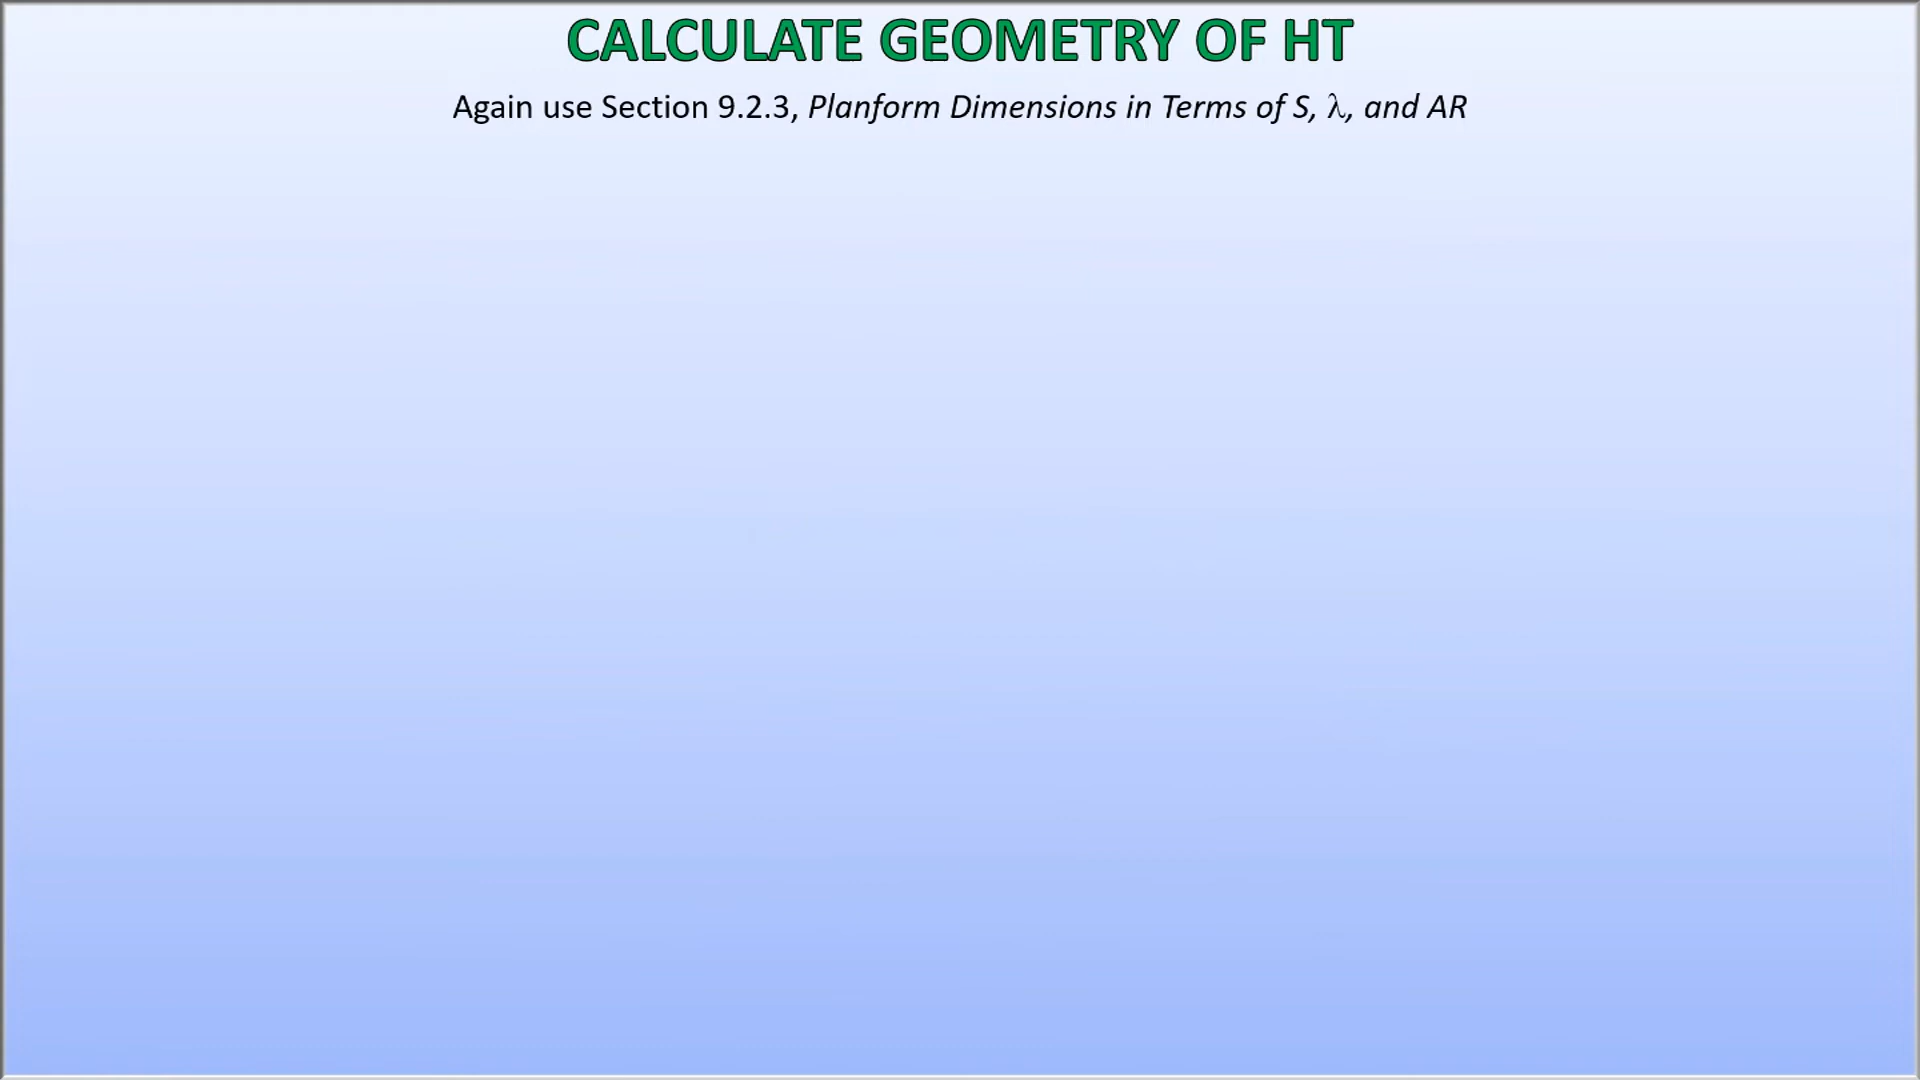 CALCULATE GEOMETRY OF HT
Again use Section 9.2.3, Planform Dimensions in Terms of S, λ, and AR